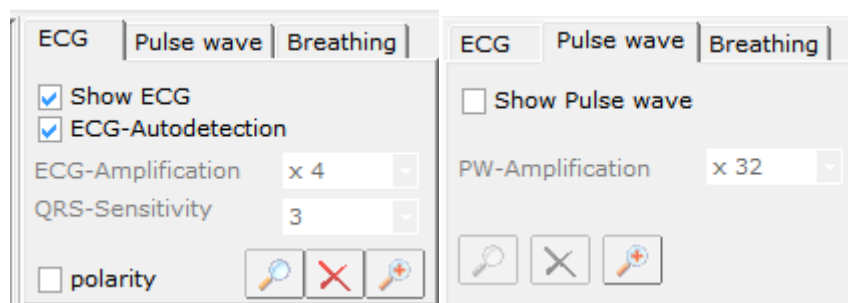 ECG Pulse wave Breathing
Show ECG
ECG-Autodetection
ECG-Amplification x 4
QRS-Sensitivity 3
polarity
ECG Pulse wave Breathing
Show Pulse wave
PW-Amplification x 32